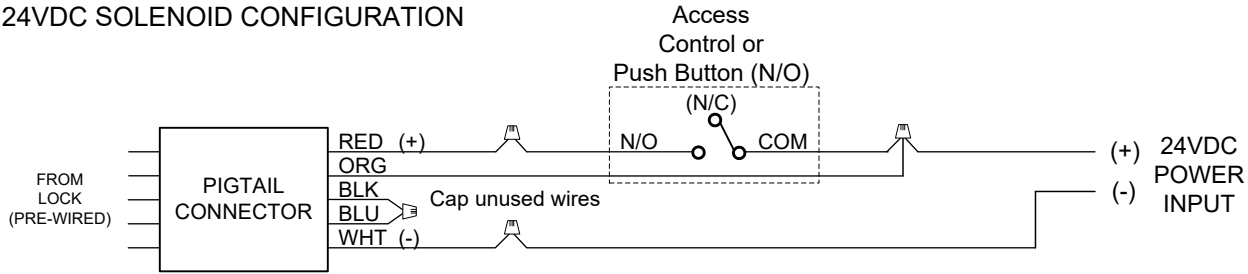 24VDC SOLENOID CONFIGURATION
Access
Control or
Push Button (N/O)
(N/C)
RED (+)
N/O
COM
(+) 24VDC
ORG
POWER
FROM
LOCK
(PRE-WIRED)
PIGTAIL
CONNECTOR
BLK
Cap unused wires
(-)
INPUT
BLU
WHT (-)